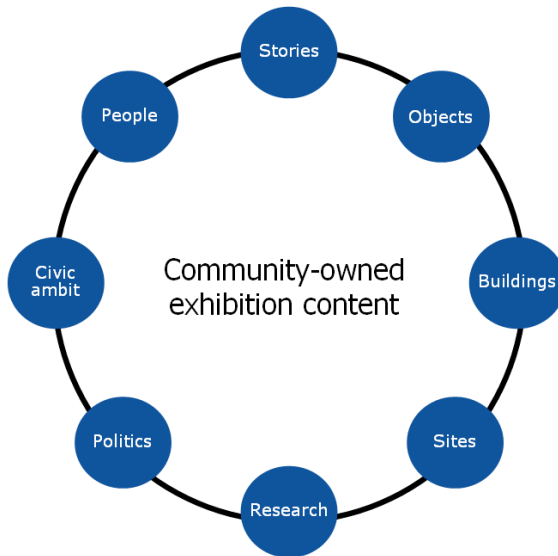 Stories
People
Objects
Civic
ambit
Community-owned
exhibition content
Buildings
Politics
Sites
Research